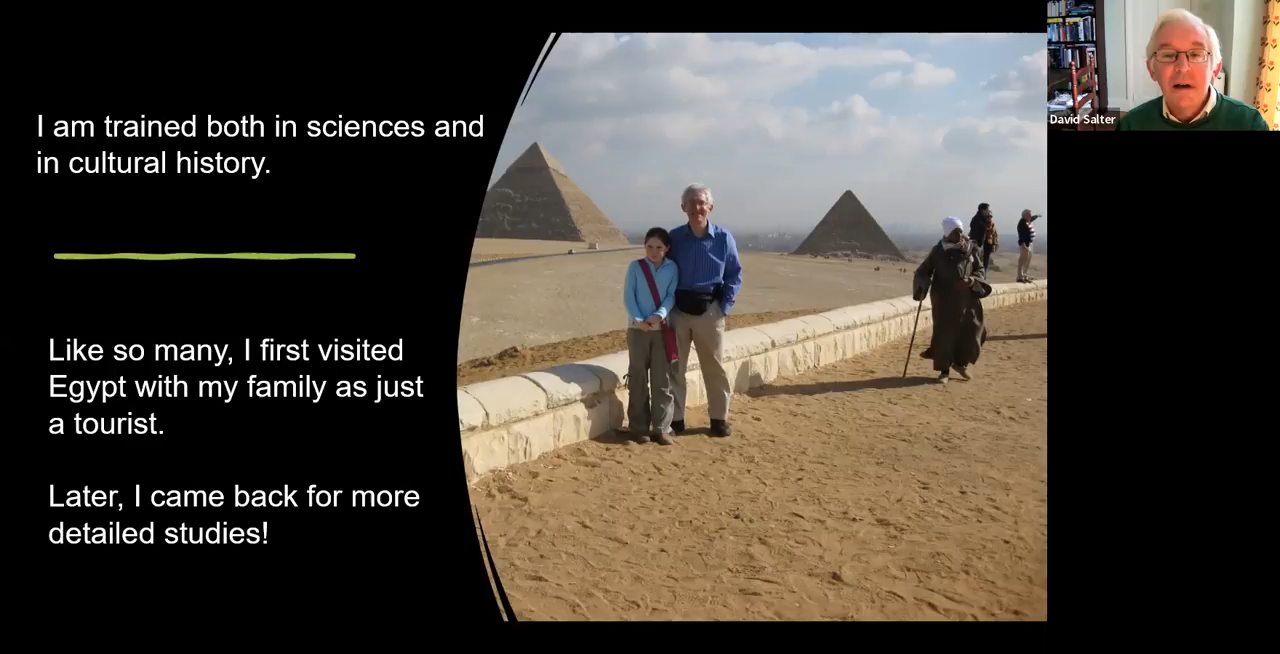 I am trained both in sciences and
in cultural history.
Like so many, I first visited
Egypt with my family as just
a tourist.
Later, I came back for more
detailed studies!
David Salter